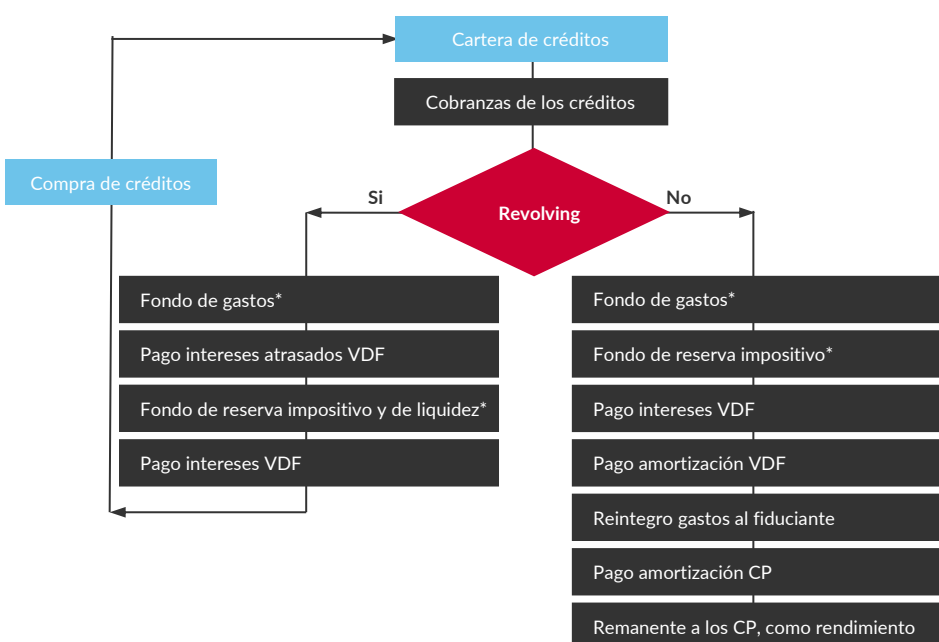 Cartera de créditos
Cobranzas de los créditos
Compra de créditos
Si
Revolving
No
Fondo de gastos*
Pago intereses atrasados VDF
Fondo de reserva impositivo y de liquidez*
Pago intereses VDF
Fondo de gastos*
Fondo de reserva impositivo*
Pago intereses VDF
Pago amortización VDF
Reintegro gastos al fiduciante
Pago amortización CP
Remanente a los CP, como rendimiento